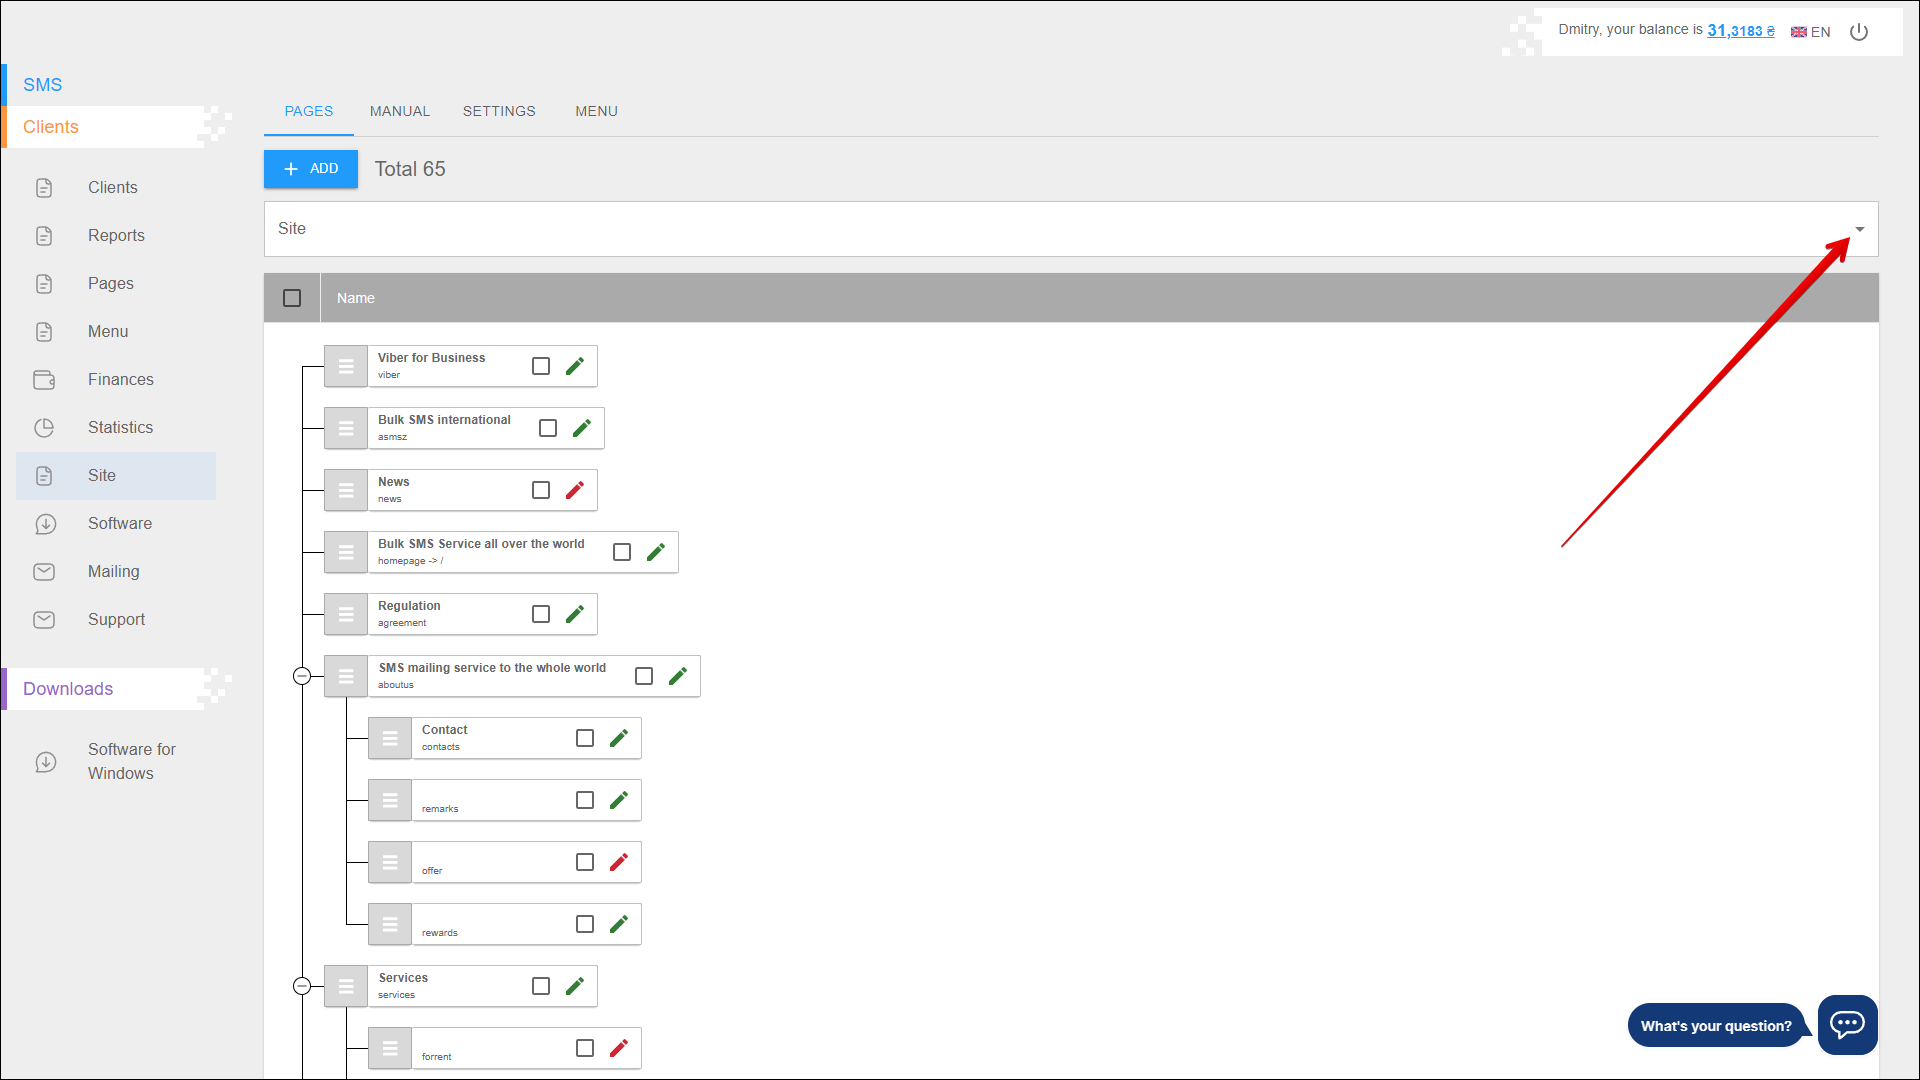 Dmitry, your balance is 31,3183 ₴ EN
SMS
Clients
Clients
Reports
Pages
Menu
Finances
Statistics
Site
Software
Mailing
Support
Downloads
Software for
Windows
PAGES MANUAL SETTINGS MENU
+ ADD Total 65
Site
Name
Viber for Business
viber
Bulk SMS international
asmsz
News
news
Bulk SMS Service all over the world
homepage -> /
Regulation
agreement
SMS mailing service to the whole world
aboutus
Contact
contacts
remarks
offer
rewards
Services
services
forrent
What's your question?